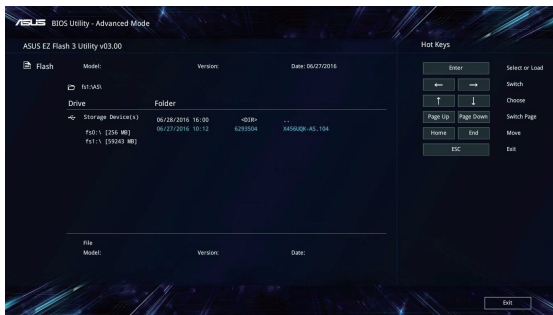 ASUS BIOS Utility - Advanced Mode
ASUS EZ Flash 3 Utility v03.00
Hot Keys
Flash
Model: Version: Date: 06/27/2016
fs1:\AS\
Drive Folder
Storage Device(s)
fs0:\ [256 MB]
fs1:\ [59243 MB]
06/28/2016 16:00 <DIR> ..
06/27/2016 10:12 6293504 X456UQK-AS.104
File
Model: Version: Date:
Enter Select or Load
← → Switch
↑ ↓ Choose
Page Up Page Down Switch Page
Home End Move
ESC Exit
Exit